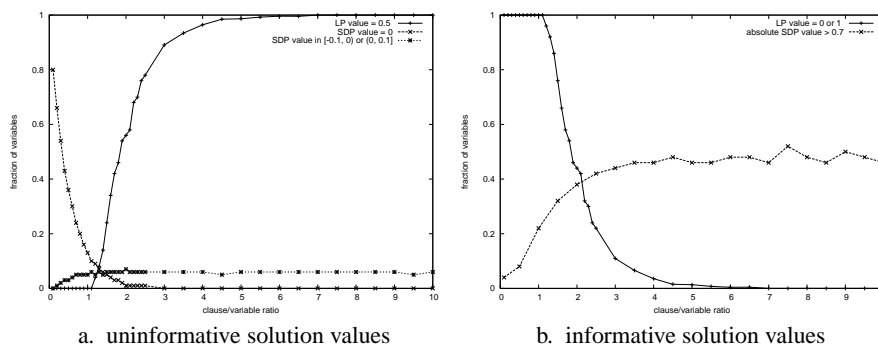 LP value = 0.5
SDP value = 0
SDP value in [-0.1, 0) or (0, 0.1]
fraction of variables
1
0.8
0.6
0.4
0.2
0
0 1 2 3 4 5 6 7 8 9 10
clause/variable ratio
a. uninformative solution values
LP value = 0 or 1
absolute SDP value > 0.7
fraction of variables
1
0.8
0.6
0.4
0.2
0
0 1 2 3 4 5 6 7 8 9
clause/variable ratio
b. informative solution values